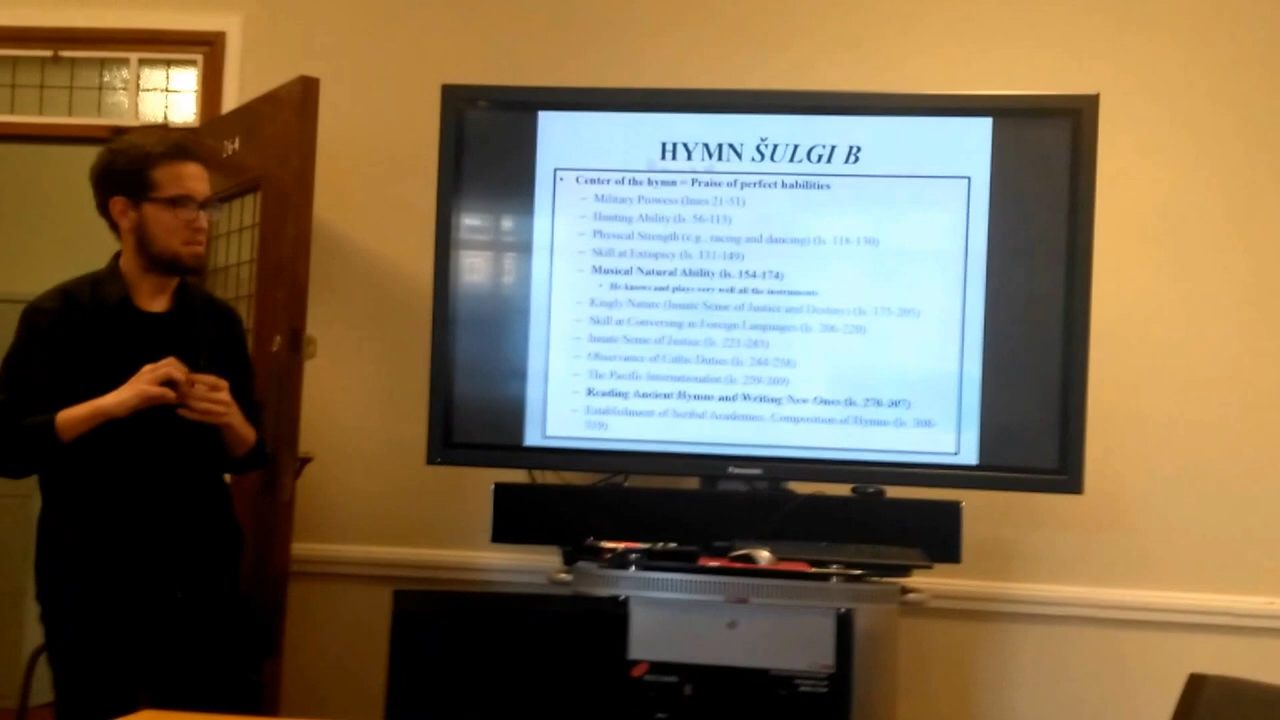 264
HYMN ŠULGI B
• Center of the hymn = Praise of perfect habilities
– Military Prowess (lines 21-51)
– Hunting Ability (ls. 56-113)
– Physical Strength (e.g., racing and dancing) (ls. 118-130)
– Skill at Extispicy (ls. 131-149)
– Musical Natural Ability (ls. 154-174)
• He knows and plays very well all the instruments
– Kingly Nature (Innate Sense of Justice and Destiny) (ls. 175-205)
– Skill at Conversing in Foreign Languages (ls. 206-220)
– Innate Sense of Justice (ls. 221-243)
– Observance of Cultic Duties (ls. 244-258)
– The Pacific Internationalist (ls. 259-269)
– Reading Ancient Hymns and Writing New Ones (ls. 270-307)
– Establishment of Scribal Academies. Composition of Hymns (ls. 308-
Panasonic